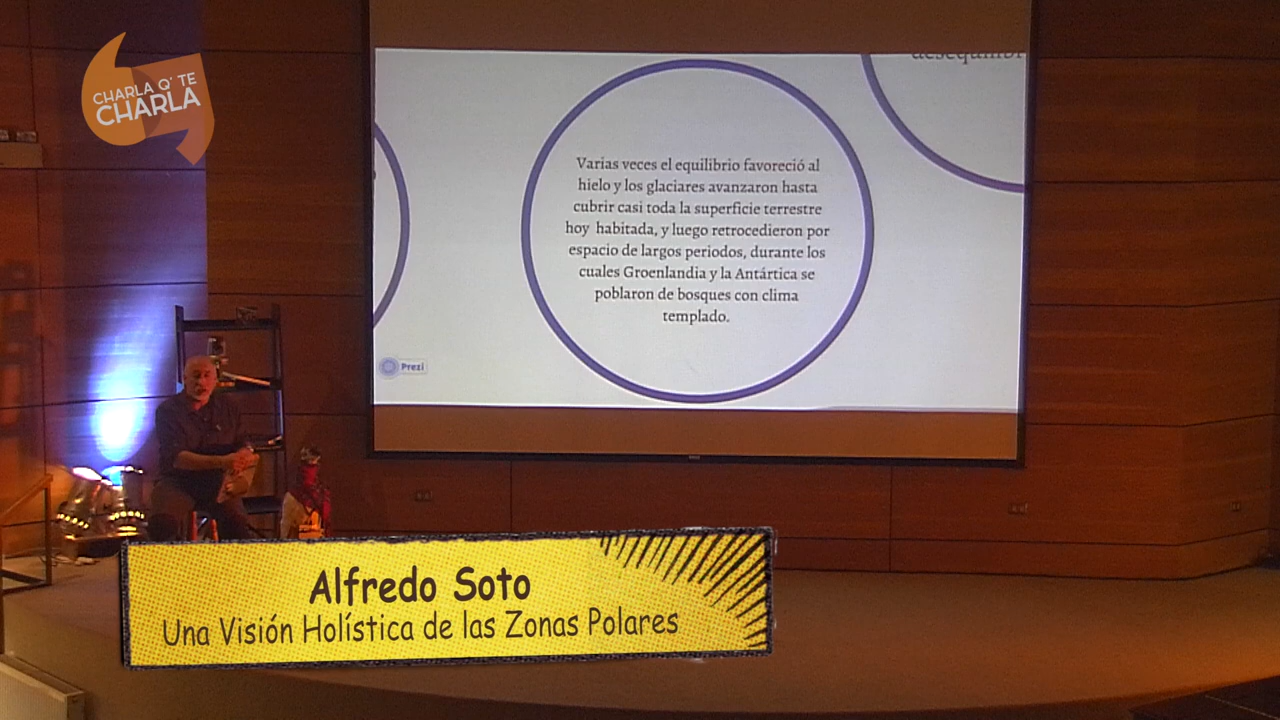 CHARLA Q' TE
CHARLA
desequilibr
Varias veces el equilibrio favoreció al
hielo y los glaciares avanzaron hasta
cubrir casi toda la superficie terrestre
hoy habitada, y luego retrocedieron por
espacio de largos periodos, durante los
cuales Groenlandia y la Antártica se
poblaron de bosques con clima
templado.
Prezi
Alfredo Soto
Una Visión Holística de las Zonas Polares